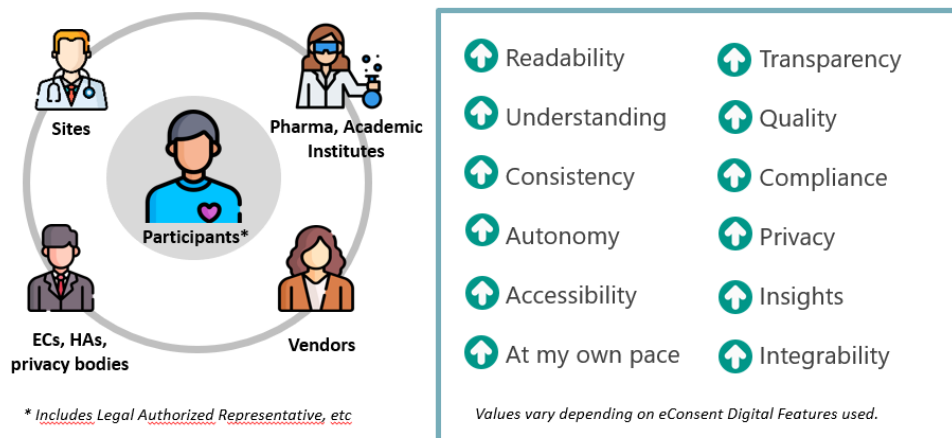 Sites
Pharma, Academic
Institutes
Participants*
ECs, HAs,
privacy bodies
Vendors
* Includes Legal Authorized Representative, etc
Readability
Understanding
Consistency
Autonomy
Accessibility
At my own pace
Transparency
Quality
Compliance
Privacy
Insights
Integrability
Values vary depending on eConsent Digital Features used.